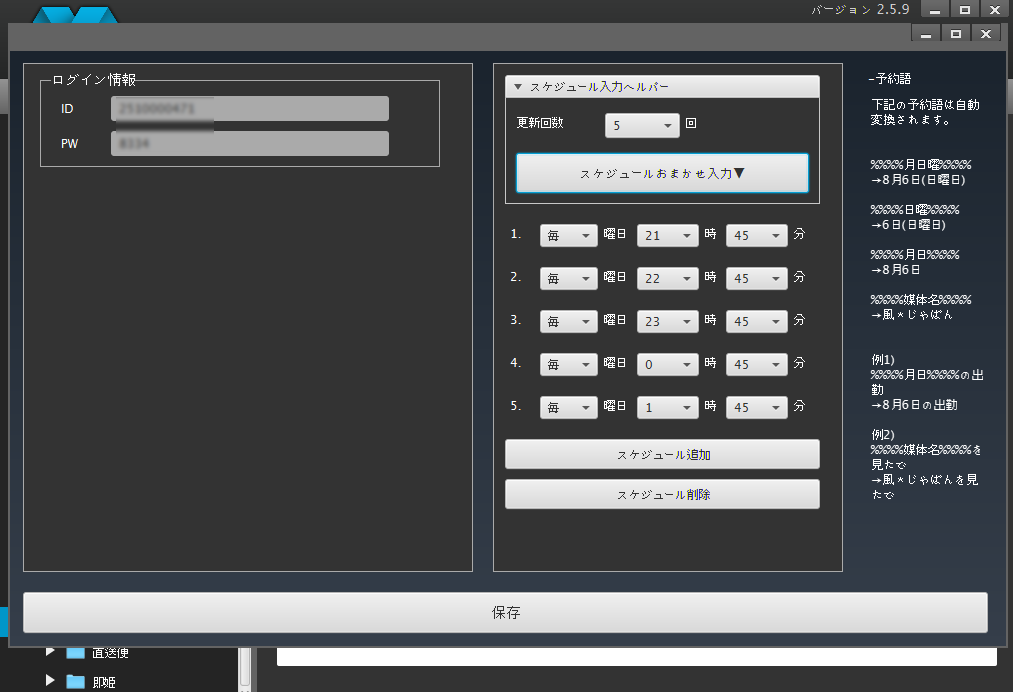 バージョン 2.5.9
ログイン情報
ID
PW
▼ スケジュール入力ヘルパー
更新回数 5 回
スケジュールおまかせ入力▼
1. 毎 曜日 21 時 45 分
2. 毎 曜日 22 時 45 分
3. 毎 曜日 23 時 45 分
4. 毎 曜日 0 時 45 分
5. 毎 曜日 1 時 45 分
スケジュール追加
スケジュール削除
-予約語
下記の予約語は自動
変換されます。
%%%%月日曜%%%%
→8月6日(日曜日)
%%%%日曜%%%%
→6日(日曜日)
%%%%月日%%%%
→8月6日
%%%%媒体名%%%%
→風*じゃぱん
例1)
%%%%月日%%%%の出
勤
→8月6日の出勤
例2)
%%%%媒体名%%%%を
見たで
→風*じゃぱんを見
たで
保存
直送便
即姫